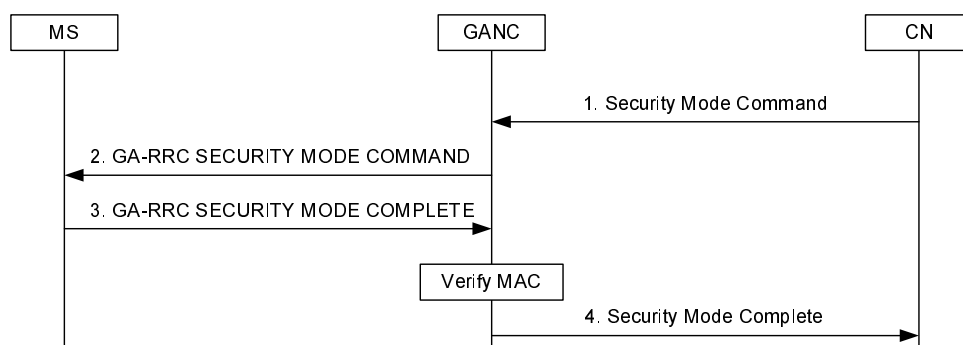 MS
GANC
CN
1. Security Mode Command
2. GA-RRC SECURITY MODE COMMAND
3. GA-RRC SECURITY MODE COMPLETE
Verify MAC
4. Security Mode Complete